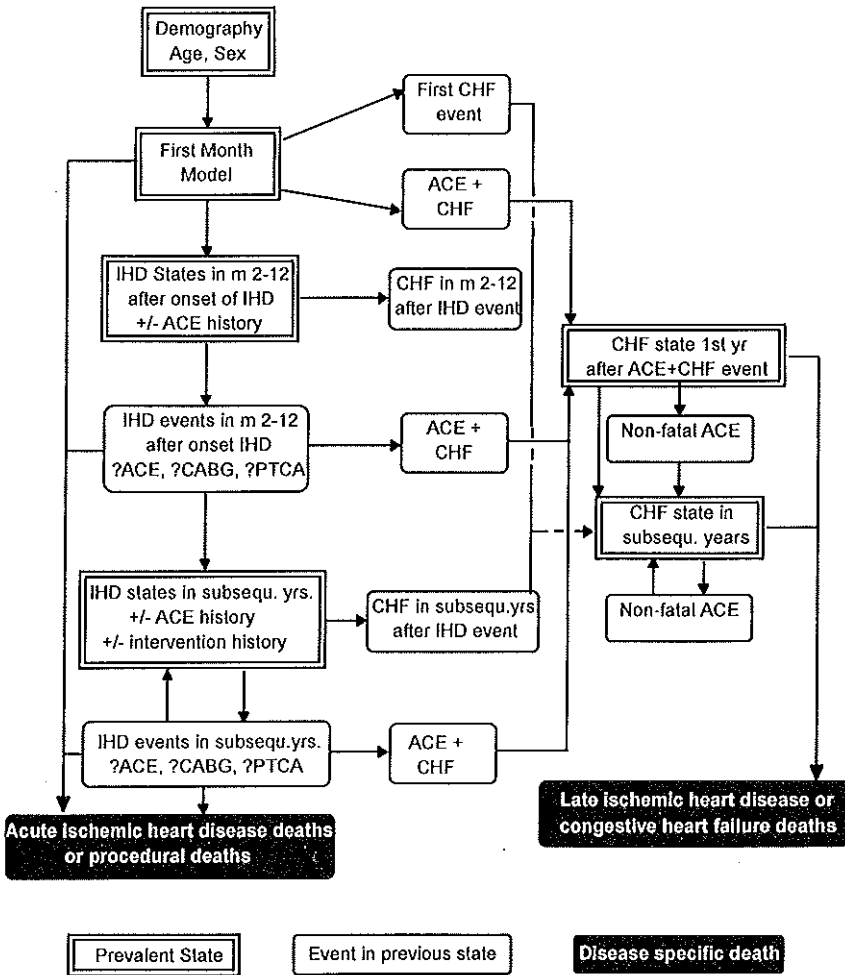 Demography
Age, Sex
First CHF
event
First Month
Model
ACE +
CHF
IHD States in m 2-12
after onset of IHD
+/- ACE history
CHF in m 2-12
after IHD event
CHF state 1st yr
after ACE+CHF event
IHD events in m 2-12
after onset IHD
?ACE, ?CABG, ?PTCA
ACE +
CHF
Non-fatal ACE
CHF state in
subsequ. years
IHD states in subsequ. yrs.
+/- ACE history
+/- intervention history
CHF in subsequ.yrs
after IHD event
Non-fatal ACE
IHD events in subsequ.yrs.
?ACE, ?CABG, ?PTCA
ACE +
CHF
Acute ischemic heart disease deaths
or procedural deaths
Late ischemic heart disease or
congestive heart failure deaths
Prevalent State
Event in previous state
Disease specific death